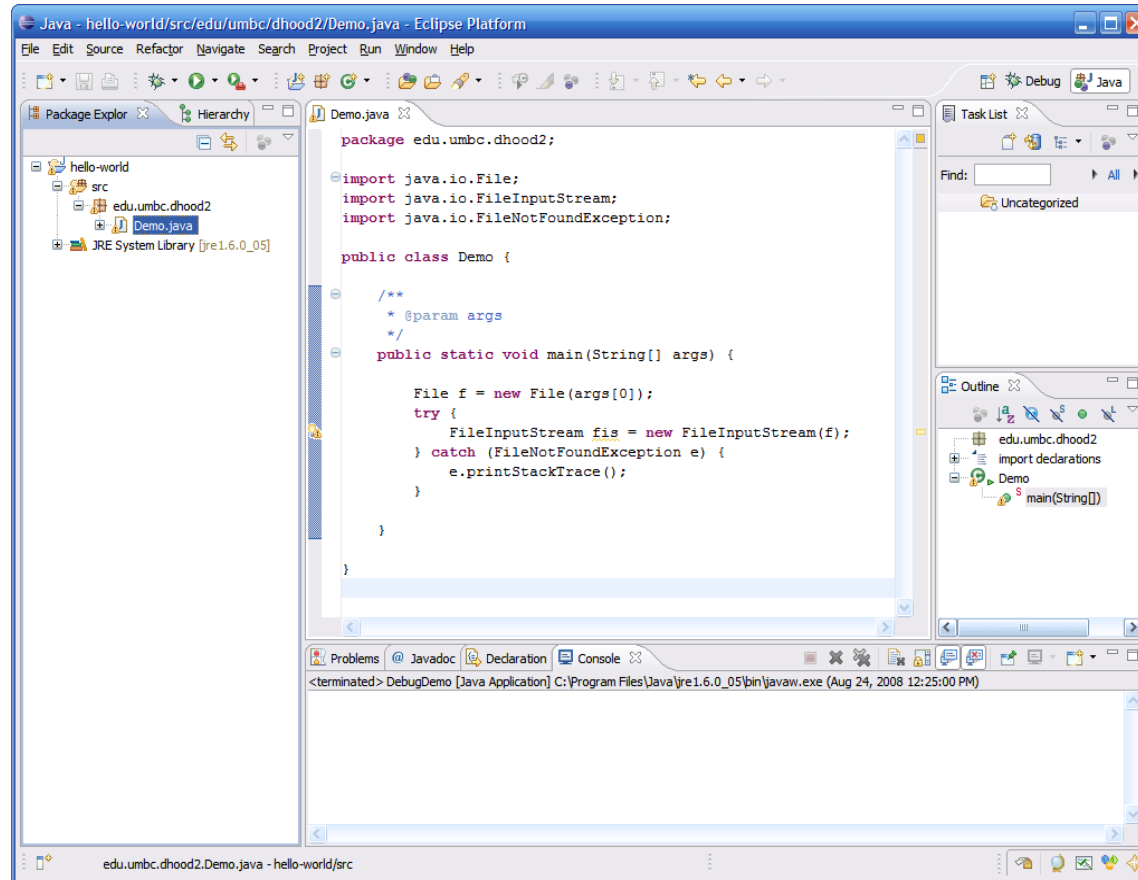 Java - hello-world/src/edu/umbc/dhood2/Demo.java - Eclipse Platform
File Edit Source Refactor Navigate Search Project Run Window Help
Debug Java
Package Explor Hierarchy
hello-world
src
edu.umbc.dhood2
Demo.java
JRE System Library [jre1.6.0_05]
Demo.java
package edu.umbc.dhood2;
import java.io.File;
import java.io.FileInputStream;
import java.io.FileNotFoundException;
public class Demo {
/**
* @param args
*/
public static void main(String[] args) {
File f = new File(args[0]);
try {
FileInputStream fis = new FileInputStream(f);
} catch (FileNotFoundException e) {
e.printStackTrace();
}
}
}
Task List
Find: All
Uncategorized
Outline
edu.umbc.dhood2
import declarations
Demo
S main(String[])
Problems @ Javadoc Declaration Console
<terminated> DebugDemo [Java Application] C:\Program Files\Java\jre1.6.0_05\bin\javaw.exe (Aug 24, 2008 12:25:00 PM)
edu.umbc.dhood2.Demo.java - hello-world/src